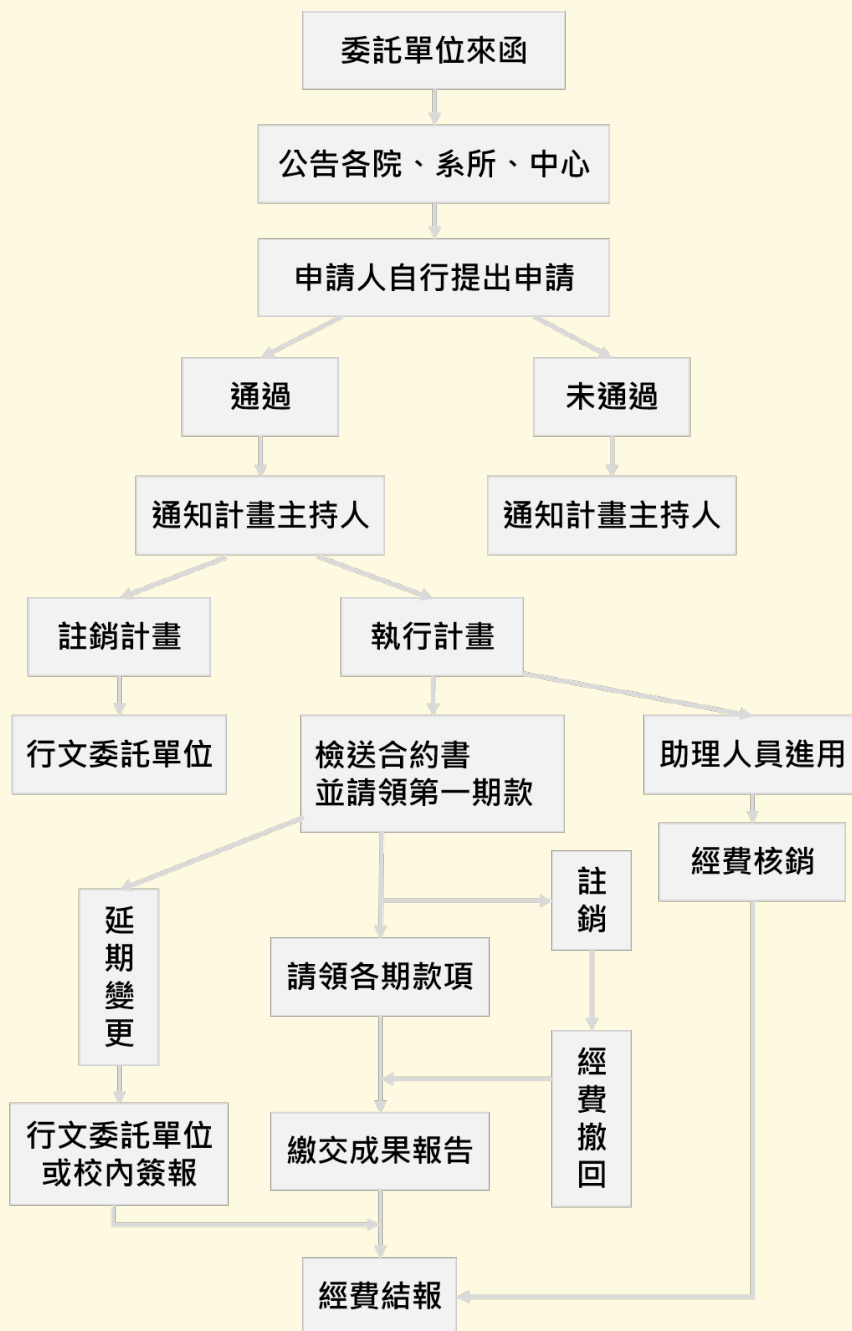 委託單位來函
公告各院、系所、中心
申請人自行提出申請
通過
未通過
通知計畫主持人
通知計畫主持人
註銷計畫
執行計畫
行文委託單位
檢送合約書
並請領第一期款
助理人員進用
經費核銷
註銷
延期變更
請領各期款項
經費撤回
行文委託單位
或校內簽報
繳交成果報告
經費結報